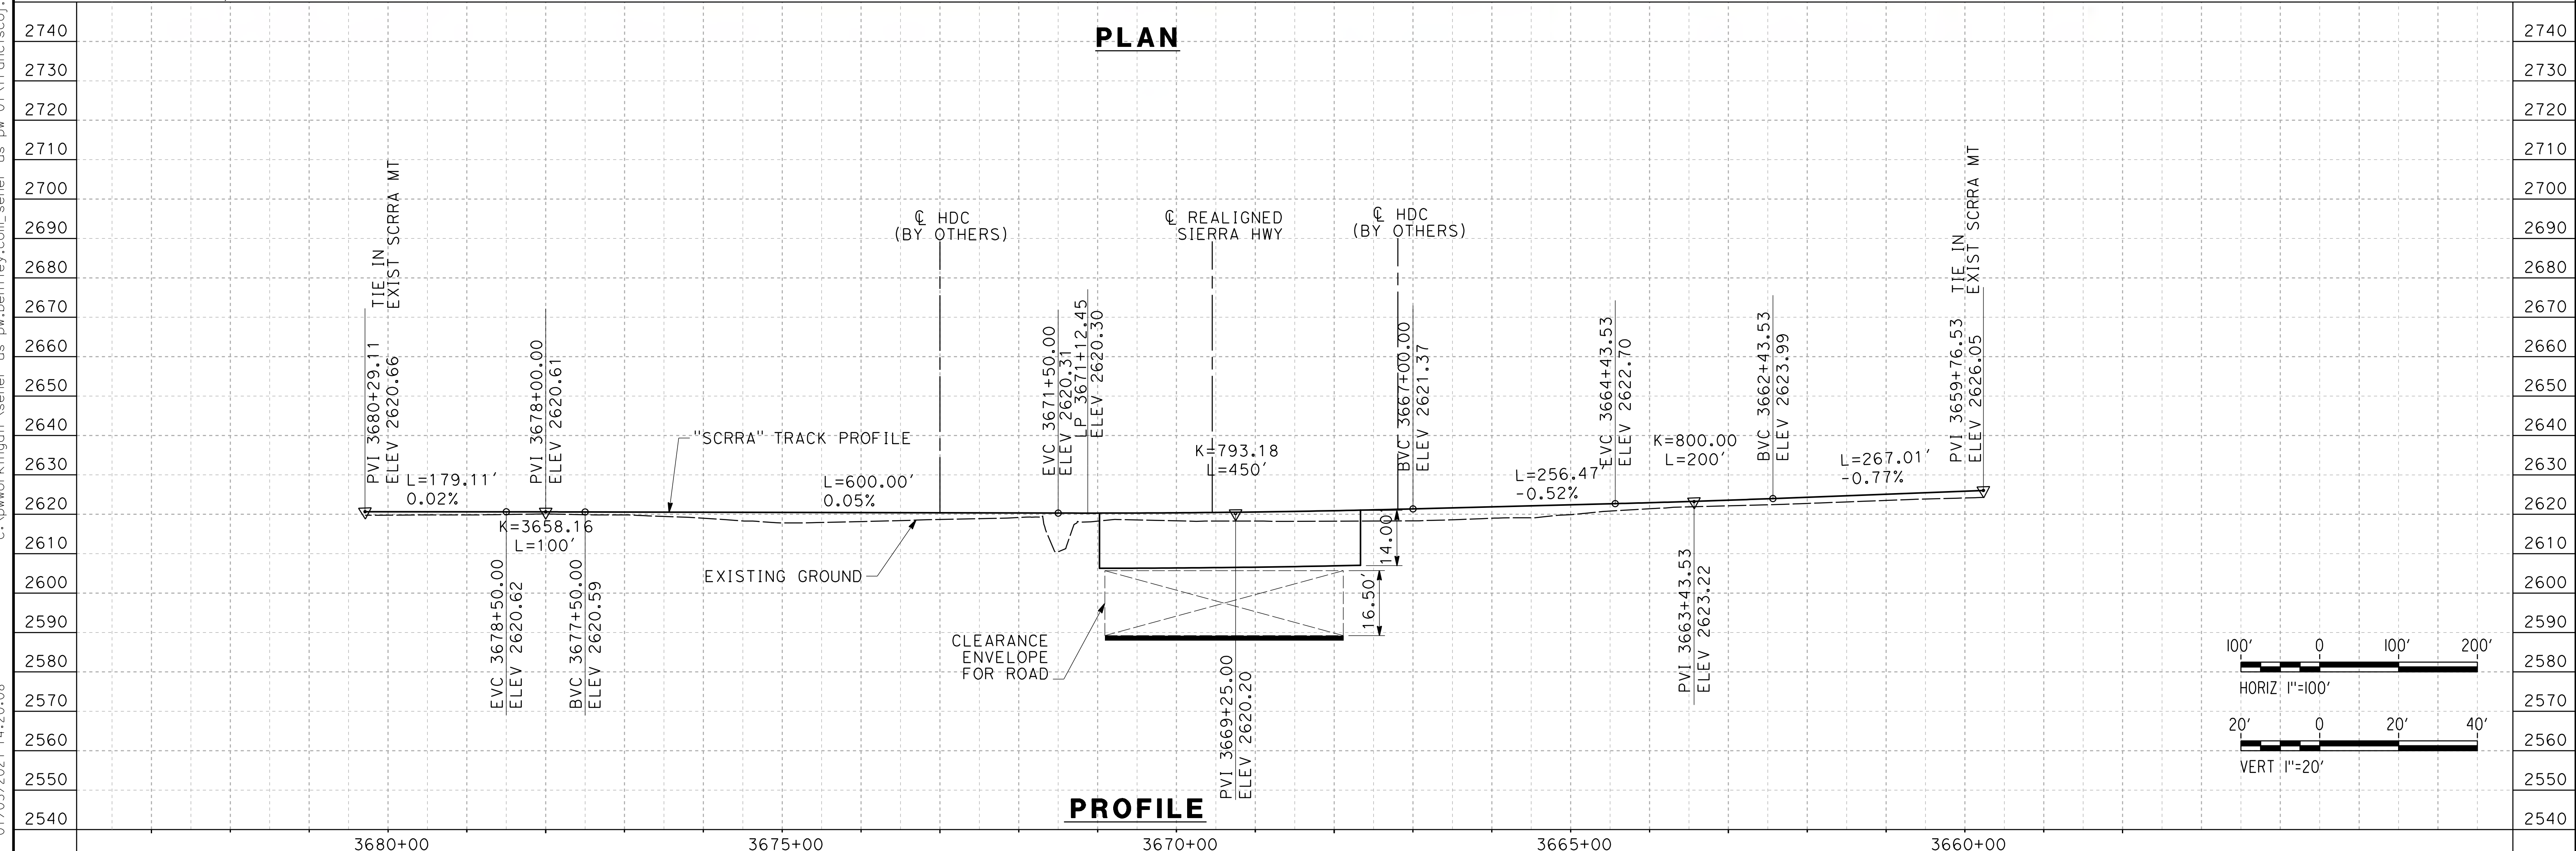 PLAN
2740
2730
2720
2710
2700
2690
2680
2670
2660
2650
2640
2630
2620
2610
2600
2590
2580
2570
2560
2550
2540
TIE IN
EXIST SCRRA MT
PVI 3680+29.11
ELEV 2620.66
L=179.11'
0.02%
PVI 3678+00.00
ELEV 2620.61
K=3658.16
L=100'
EVC 3678+50.00
ELEV 2620.62
BVC 3677+50.00
ELEV 2620.59
"SCRRA" TRACK PROFILE
L=600.00'
0.05%
EXISTING GROUND
℄ HDC
(BY OTHERS)
EVC 3671+50.00
ELEV 2620.31
LP 3671+12.45
ELEV 2620.30
℄ REALIGNED
SIERRA HWY
K=793.18
L=450'
CLEARANCE
ENVELOPE
FOR ROAD
PVI 3669+25.00
ELEV 2620.20
℄ HDC
(BY OTHERS)
BVC 3667+00.00
ELEV 2621.37
14.00'
16.50'
L=256.47'
-0.52%
EVC 3664+43.53
ELEV 2622.70
K=800.00
L=200'
PVI 3663+43.53
ELEV 2623.22
BVC 3662+43.53
ELEV 2623.99
L=267.01'
-0.77%
TIE IN
EXIST SCRRA MT
PVI 3659+76.53
ELEV 2626.05
100' 0 100' 200'
HORIZ 1"=100'
20' 0 20' 40'
VERT 1"=20'
2740
2730
2720
2710
2700
2690
2680
2670
2660
2650
2640
2630
2620
2610
2600
2590
2580
2570
2560
2550
2540
PROFILE
3680+00 3675+00 3670+00 3665+00 3660+00